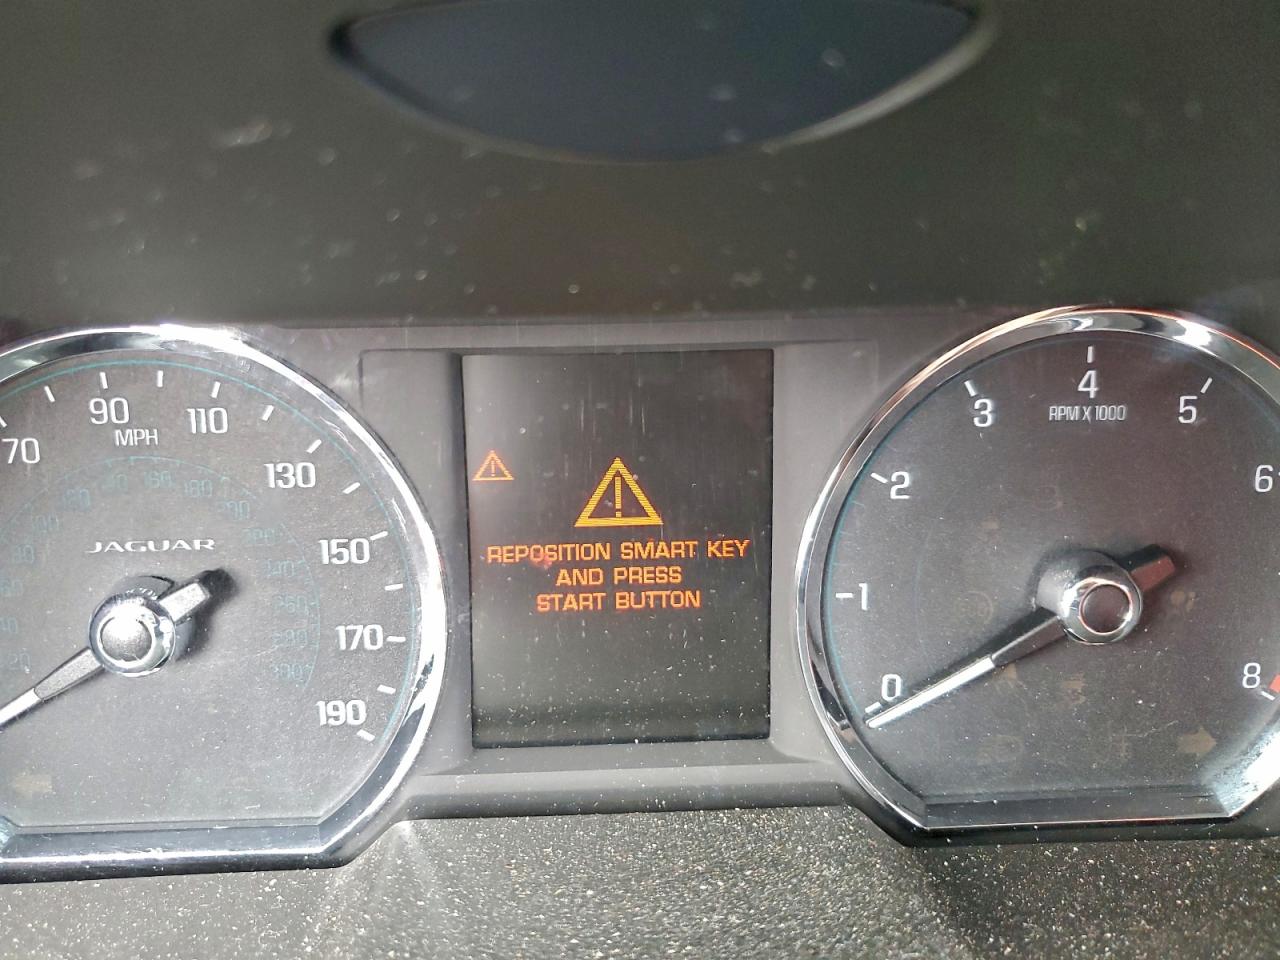 70
90
110
MPH
130
150
170
190
JAGUAR
REPOSITION SMART KEY
AND PRESS
START BUTTON
0
1
2
3
4
5
6
8
RPM X 1000